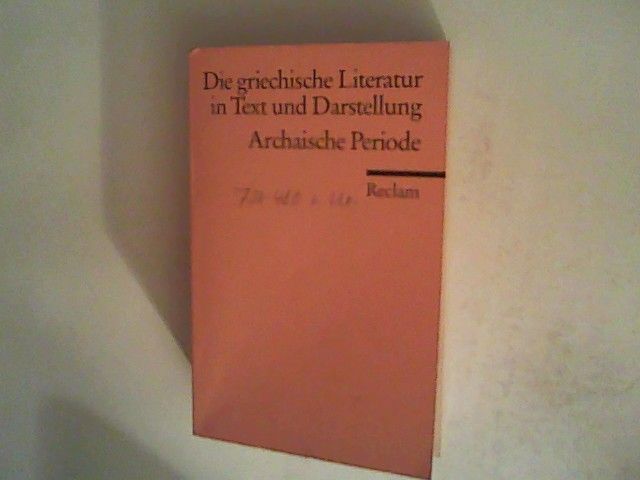 Die griechische Literatur
in Text und Darstellung
Archaische Periode
Reclam